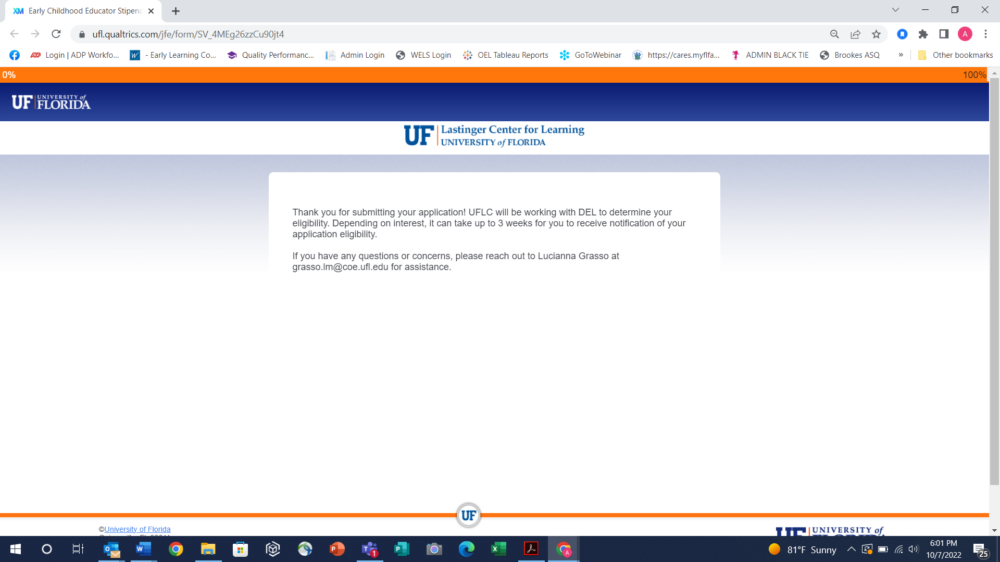 XM Early Childhood Educator Stipen
ufl.qualtrics.com/jfe/form/SV_4MEg26zzCu90jt4
A
ADP Login | ADP Workfo...
W - Early Learning Co...
Quality Performanc...
Admin Login
WELS Login
OEL Tableau Reports
GoToWebinar
https://cares.myflfa...
ADMIN BLACK TIE
Brookes ASQ
»
Other bookmarks
0% 100%
UF UNIVERSITY of
FLORIDA
UF Lastinger Center for Learning
UNIVERSITY of FLORIDA
Thank you for submitting your application! UFLC will be working with DEL to determine your
eligibility. Depending on interest, it can take up to 3 weeks for you to receive notification of your
application eligibility.
If you have any questions or concerns, please reach out to Lucianna Grasso at
grasso.lm@coe.ufl.edu for assistance.
UF
©University of Florida
UF UNIVERSITY of
81°F Sunny
6:01 PM
10/7/2022
25